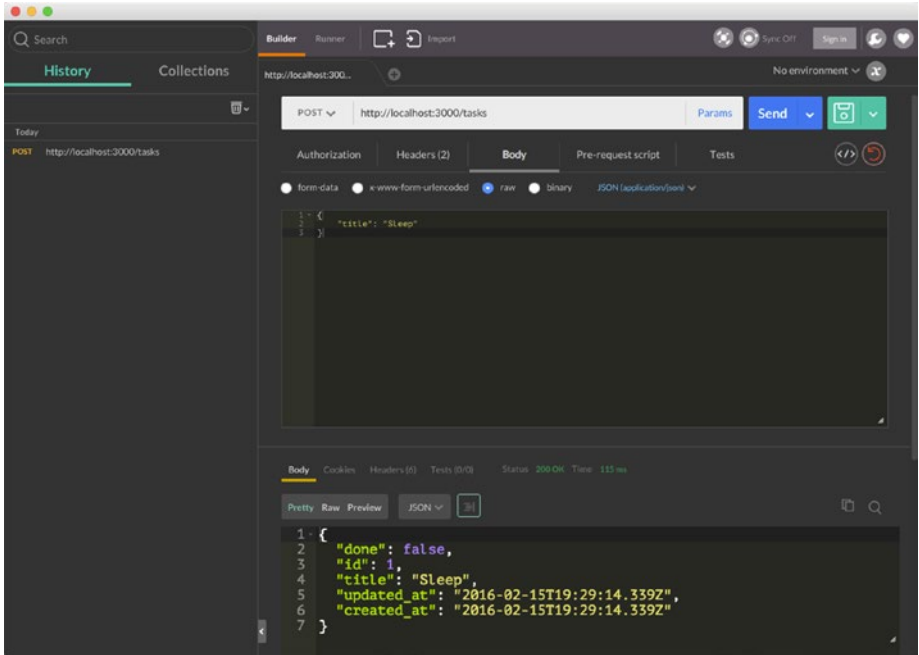 Search
Builder Runner Import Sync Off Sign in
History Collections
http://localhost:300... No environment
POST http://localhost:3000/tasks Params Send
Today
POST http://localhost:3000/tasks
Authorization Headers (2) Body Pre-request script Tests
form-data x-www-form-urlencoded raw binary JSON (application/json)
1 {
2 "title": "Sleep"
3 }
Body Cookies Headers (6) Tests (0/0) Status 200 OK Time 115 ms
Pretty Raw Preview JSON
1 {
2 "done": false,
3 "id": 1,
4 "title": "Sleep",
5 "updated_at": "2016-02-15T19:29:14.339Z",
6 "created_at": "2016-02-15T19:29:14.339Z"
7 }